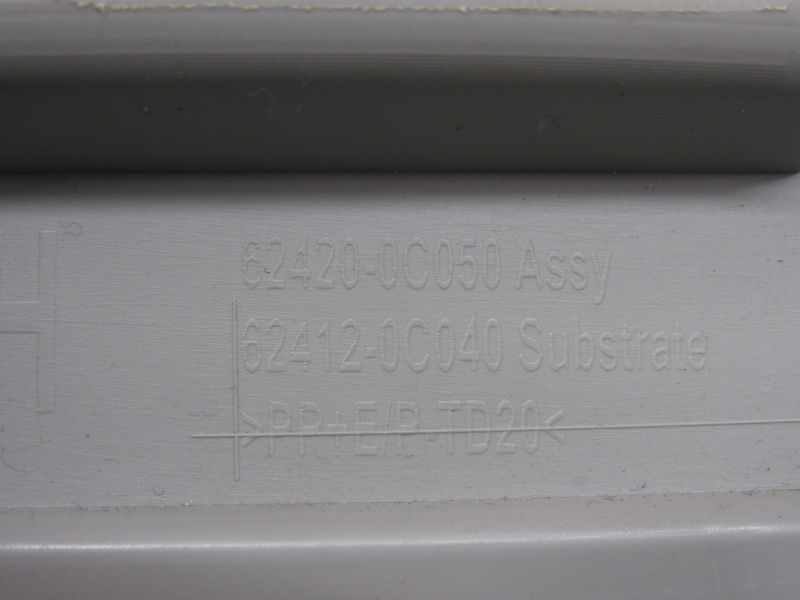 62420-0C050 Assy
62412-0C040 Substrate
>PP+E/P-TD20<